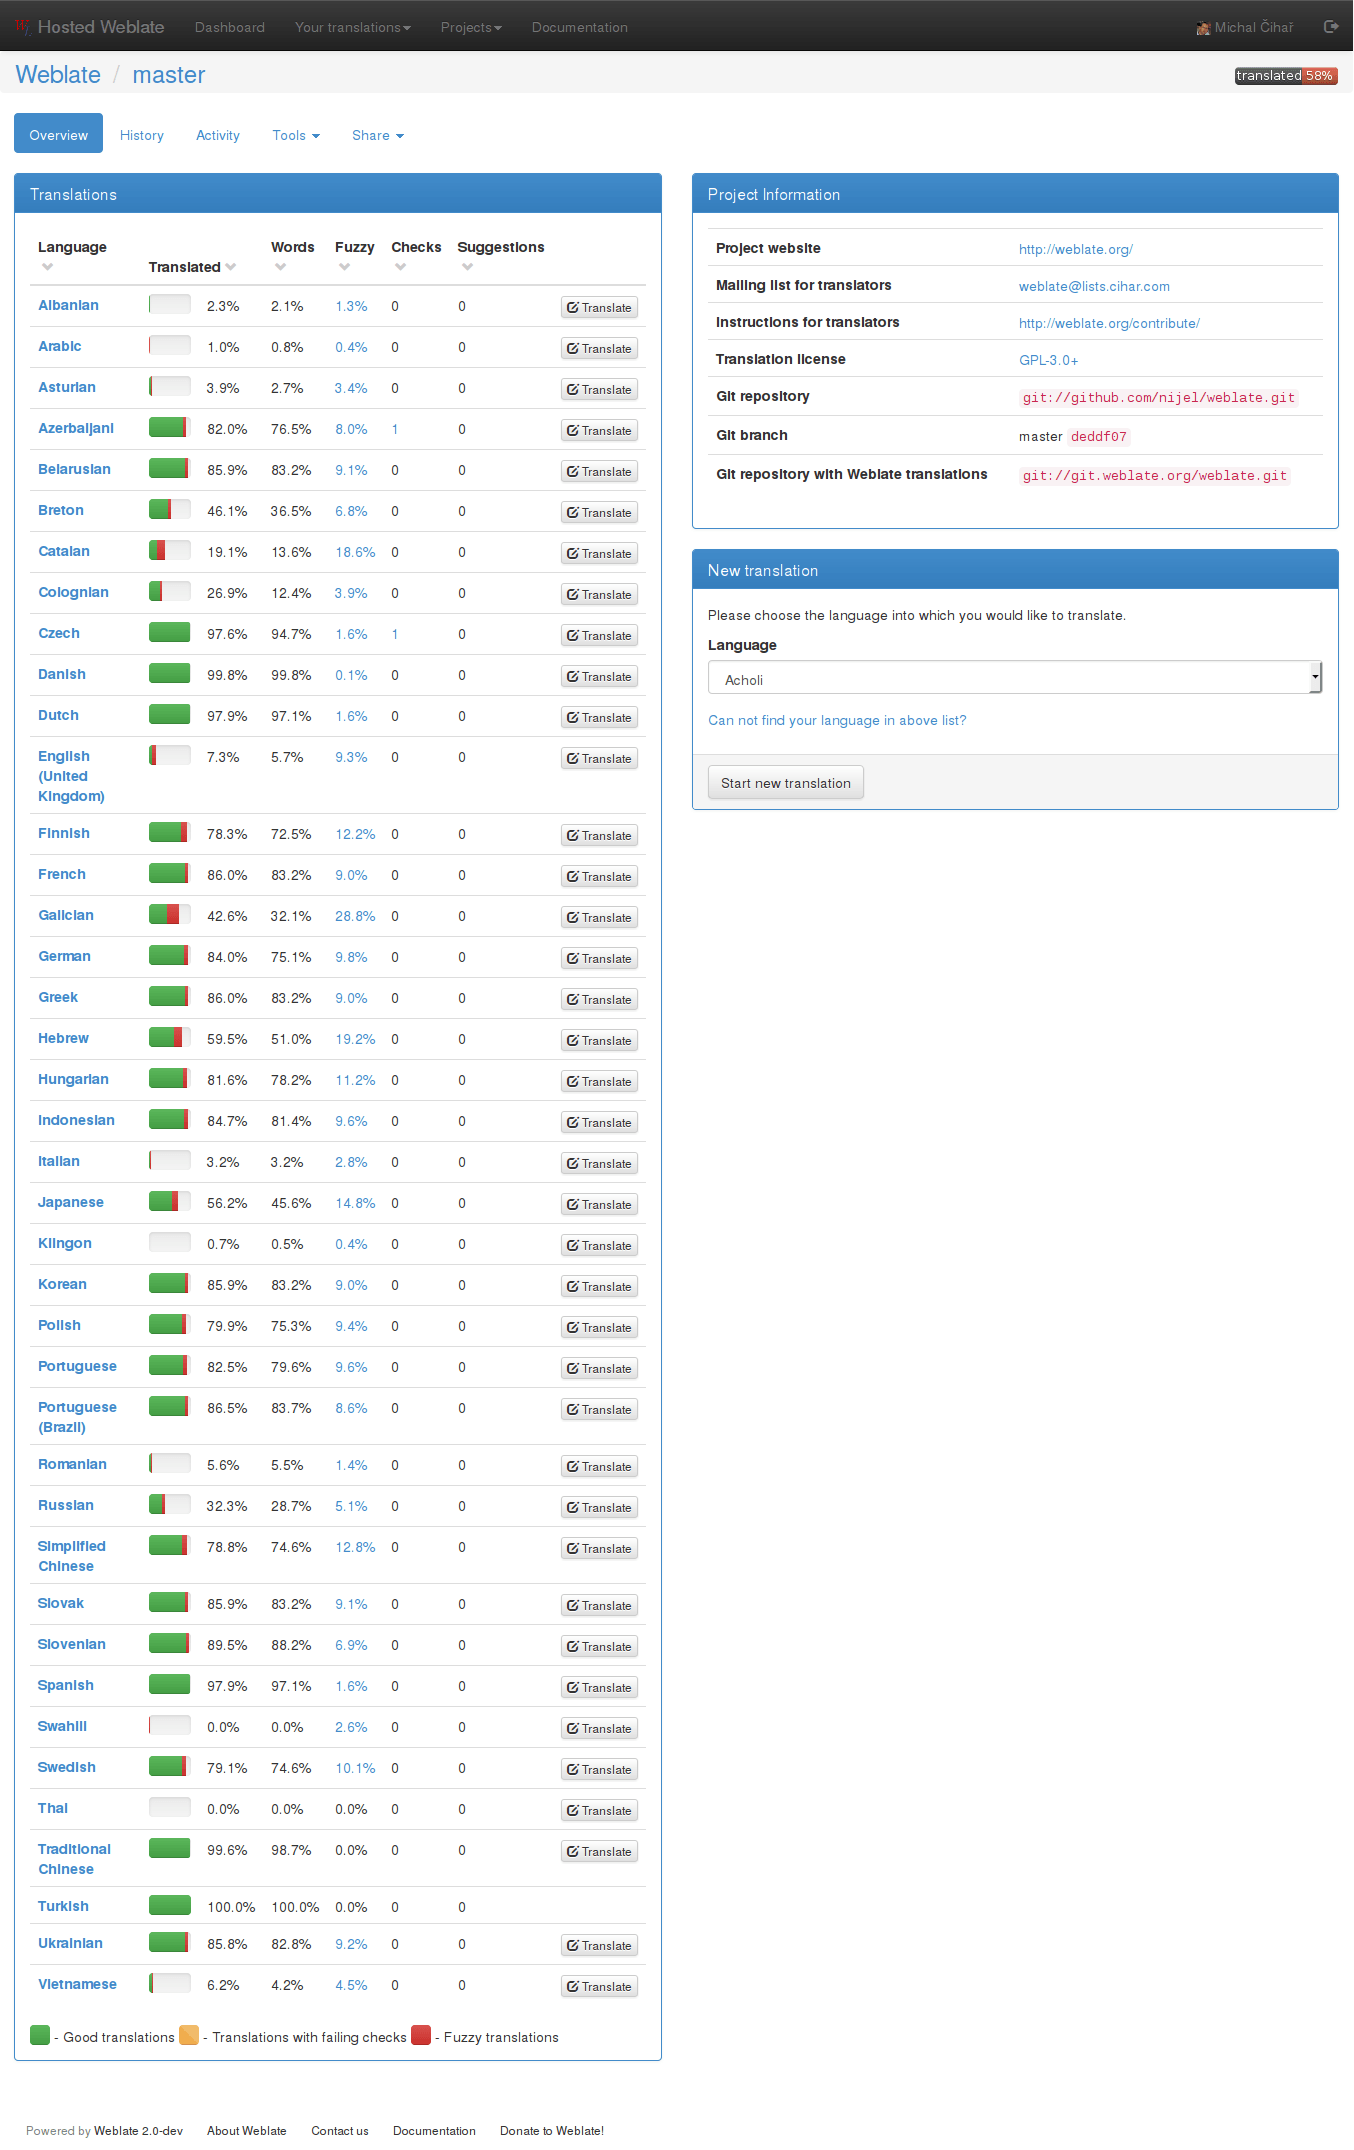 Hosted Weblate Dashboard Your translations Projects Documentation Michal Čihař
Weblate / master translated 58%
Overview History Activity Tools Share
Translations
Language Translated Words Fuzzy Checks Suggestions
Albanian 2.3% 2.1% 1.3% 0 0 Translate
Arabic 1.0% 0.8% 0.4% 0 0 Translate
Asturian 3.9% 2.7% 3.4% 0 0 Translate
Azerbaijani 82.0% 76.5% 8.0% 1 0 Translate
Belarusian 85.9% 83.2% 9.1% 0 0 Translate
Breton 46.1% 36.5% 6.8% 0 0 Translate
Catalan 19.1% 13.6% 18.6% 0 0 Translate
Colognian 26.9% 12.4% 3.9% 0 0 Translate
Czech 97.6% 94.7% 1.6% 1 0 Translate
Danish 99.8% 99.8% 0.1% 0 0 Translate
Dutch 97.9% 97.1% 1.6% 0 0 Translate
English 7.3% 5.7% 9.3% 0 0 Translate
(United
Kingdom)
Finnish 78.3% 72.5% 12.2% 0 0 Translate
French 86.0% 83.2% 9.0% 0 0 Translate
Galician 42.6% 32.1% 28.8% 0 0 Translate
German 84.0% 75.1% 9.8% 0 0 Translate
Greek 86.0% 83.2% 9.0% 0 0 Translate
Hebrew 59.5% 51.0% 19.2% 0 0 Translate
Hungarian 81.6% 78.2% 11.2% 0 0 Translate
Indonesian 84.7% 81.4% 9.6% 0 0 Translate
Italian 3.2% 3.2% 2.8% 0 0 Translate
Japanese 56.2% 45.6% 14.8% 0 0 Translate
Klingon 0.7% 0.5% 0.4% 0 0 Translate
Korean 85.9% 83.2% 9.0% 0 0 Translate
Polish 79.9% 75.3% 9.4% 0 0 Translate
Portuguese 82.5% 79.6% 9.6% 0 0 Translate
Portuguese 86.5% 83.7% 8.6% 0 0 Translate
(Brazil)
Romanian 5.6% 5.5% 1.4% 0 0 Translate
Russian 32.3% 28.7% 5.1% 0 0 Translate
Simplified 78.8% 74.6% 12.8% 0 0 Translate
Chinese
Slovak 85.9% 83.2% 9.1% 0 0 Translate
Slovenian 89.5% 88.2% 6.9% 0 0 Translate
Spanish 97.9% 97.1% 1.6% 0 0 Translate
Swahili 0.0% 0.0% 2.6% 0 0 Translate
Swedish 79.1% 74.6% 10.1% 0 0 Translate
Thai 0.0% 0.0% 0.0% 0 0 Translate
Traditional 99.6% 98.7% 0.0% 0 0 Translate
Chinese
Turkish 100.0% 100.0% 0.0% 0 0
Ukrainian 85.8% 82.8% 9.2% 0 0 Translate
Vietnamese 6.2% 4.2% 4.5% 0 0 Translate
- Good translations - Translations with failing checks - Fuzzy translations
Project Information
Project website http://weblate.org/
Mailing list for translators weblate@lists.cihar.com
Instructions for translators http://weblate.org/contribute/
Translation license GPL-3.0+
Git repository git://github.com/nijel/weblate.git
Git branch master deddf07
Git repository with Weblate translations git://git.weblate.org/weblate.git
New translation
Please choose the language into which you would like to translate.
Language
Acholi
Can not find your language in above list?
Start new translation
Powered by Weblate 2.0-dev About Weblate Contact us Documentation Donate to Weblate!